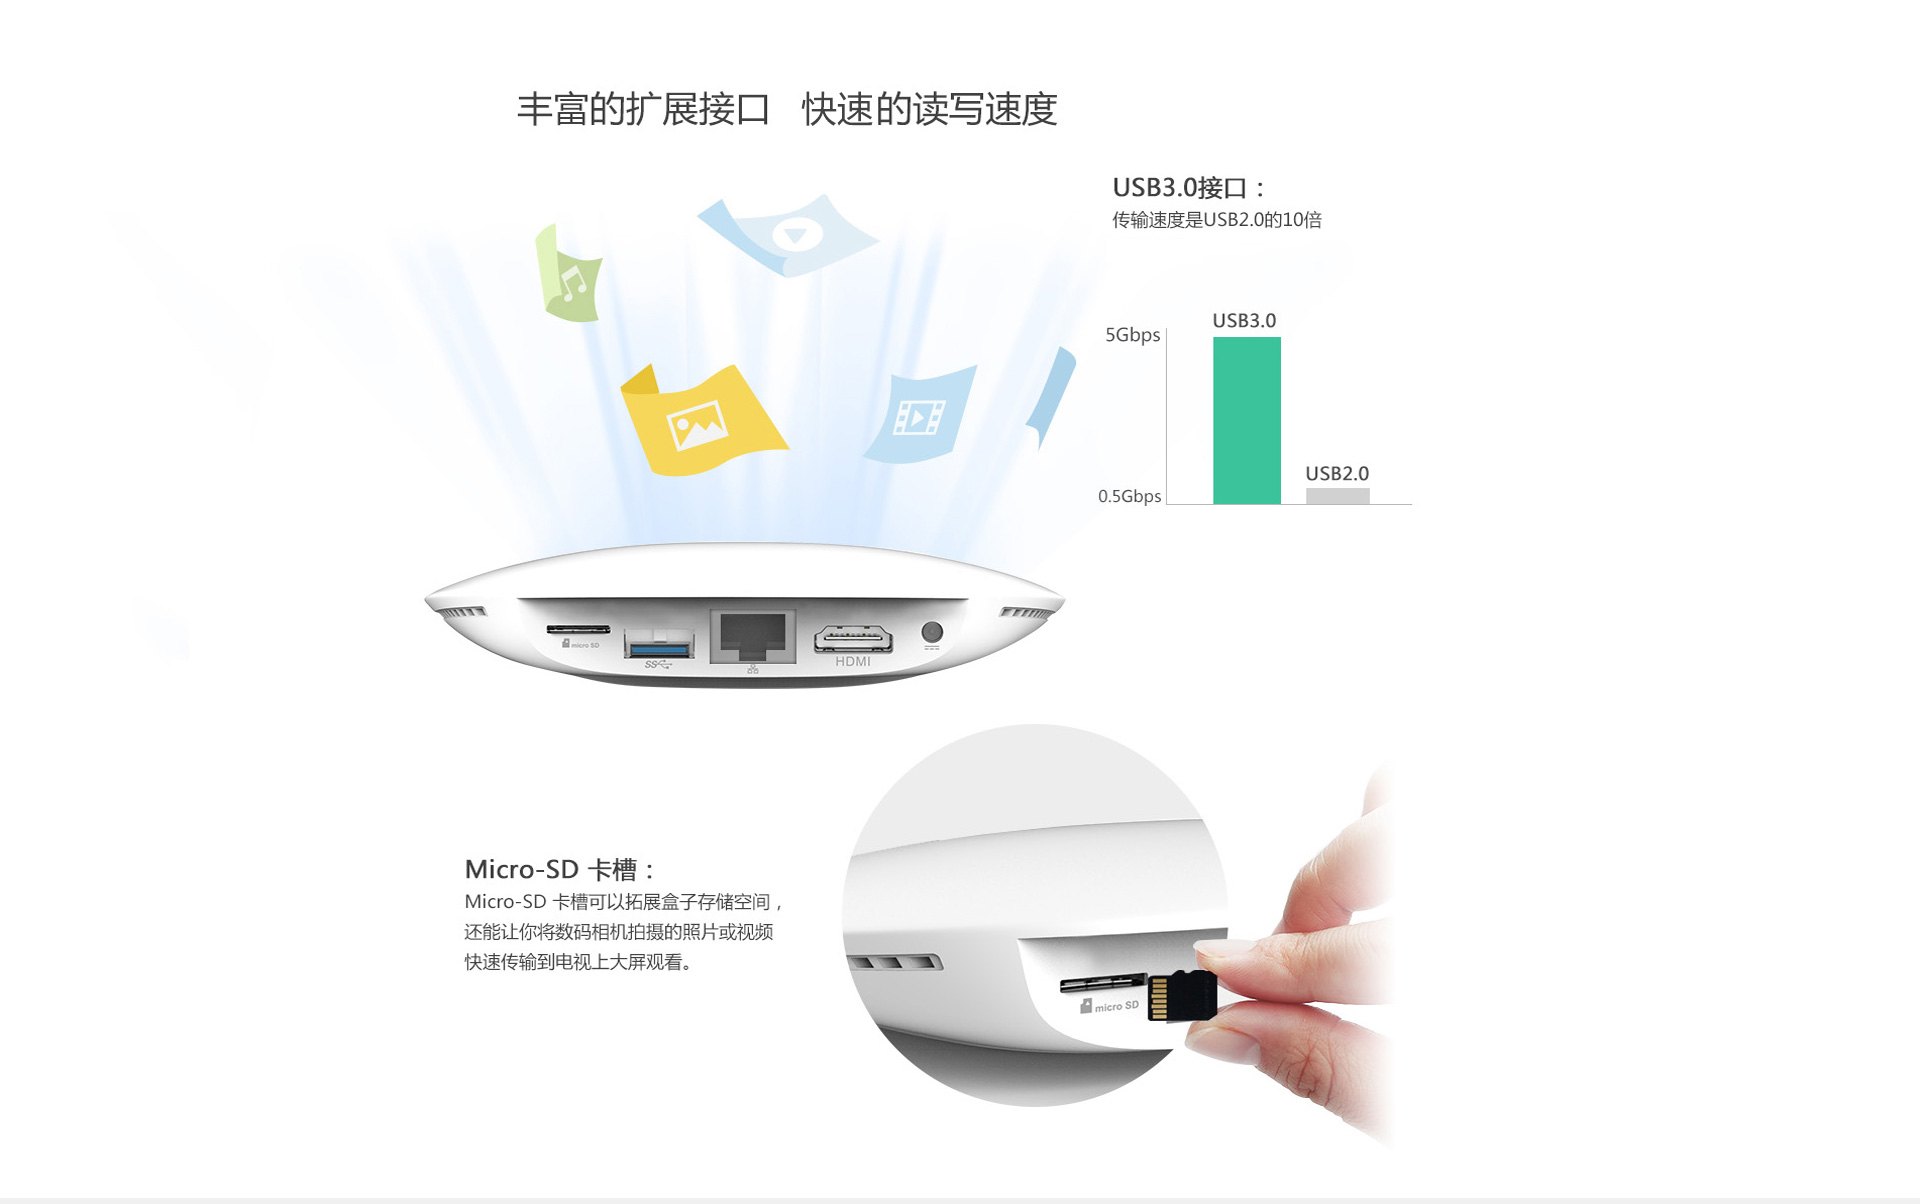 丰富的扩展接口 快速的读写速度
USB3.0接口：
传输速度是USB2.0的10倍
USB3.0
5Gbps
USB2.0
0.5Gbps
micro SD
SS
HDMI
Micro-SD 卡槽：
Micro-SD 卡槽可以拓展盒子存储空间，
还能让你将数码相机拍摄的照片或视频
快速传输到电视上大屏观看。
micro SD